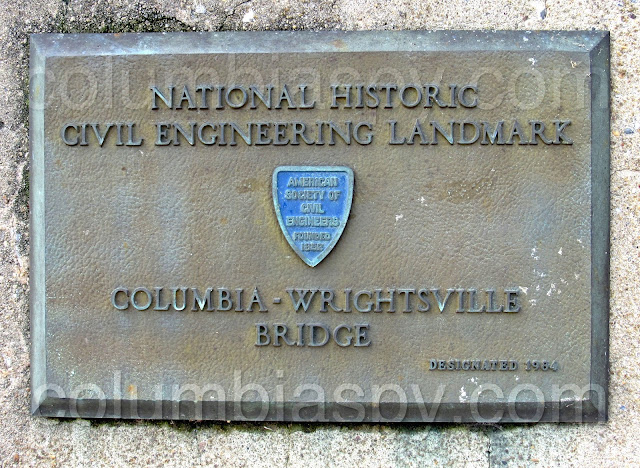 columbiaspy.com
NATIONAL HISTORIC
CIVIL ENGINEERING LANDMARK
AMERICAN
SOCIETY OF
CIVIL
ENGINEERS
FOUNDED
1852
COLUMBIA-WRIGHTSVILLE
BRIDGE
DESIGNATED 1984
columbiaspy.com